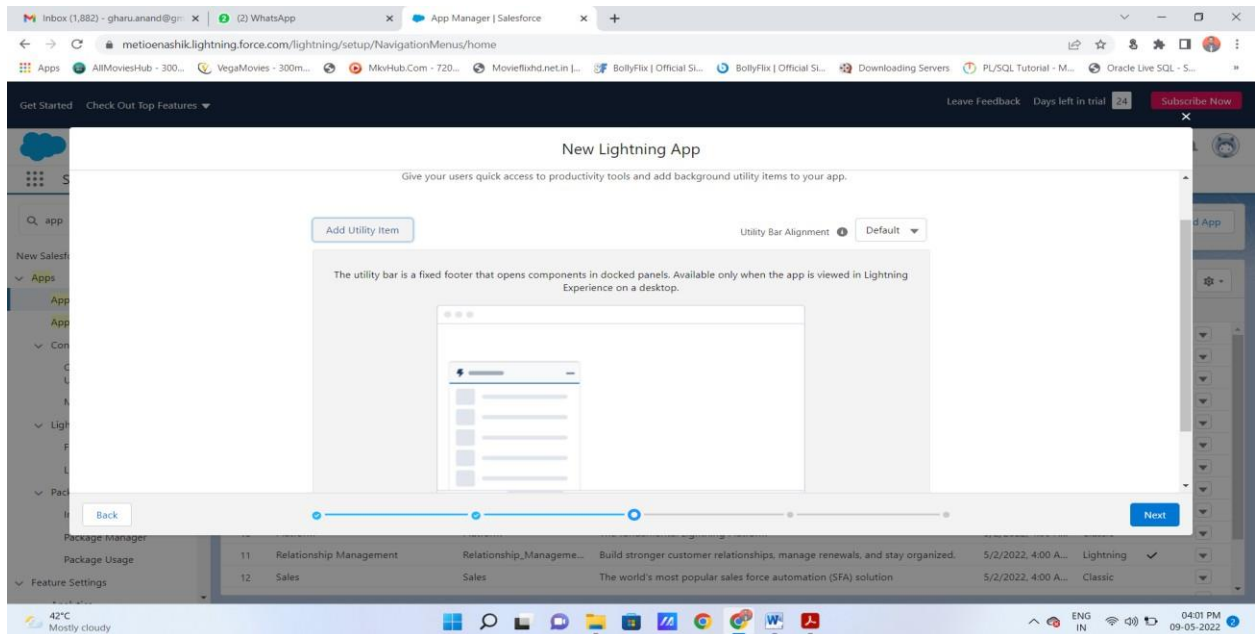 Inbox (1,882) - gharu.anand@gm
(2) WhatsApp
App Manager | Salesforce
metioenashik.lightning.force.com/lightning/setup/NavigationMenus/home
Apps AllMoviesHub - 300... VegaMovies - 300m... MkvHub.Com - 720... Movieflixhd.net.in |... BollyFlix | Official Si... BollyFlix | Official Si... Downloading Servers PL/SQL Tutorial - M... Oracle Live SQL - S... »
Get Started Check Out Top Features Leave Feedback Days left in trial 24 Subscribe Now
New Lightning App
S
Give your users quick access to productivity tools and add background utility items to your app.
app
d App
Add Utility Item Utility Bar Alignment Default
New Salesf
The utility bar is a fixed footer that opens components in docked panels. Available only when the app is viewed in Lightning
Experience on a desktop.
Apps
App
App
Con
Ligh
Pack
Back Next
Package Manager
11 Relationship Management Relationship_Manageme... Build stronger customer relationships, manage renewals, and stay organized. 5/2/2022, 4:00 A... Lightning
Package Usage
12 Sales Sales The world's most popular sales force automation (SFA) solution 5/2/2022, 4:00 A... Classic
Feature Settings
42°C
Mostly cloudy
ENG
IN
04:01 PM
09-05-2022
2